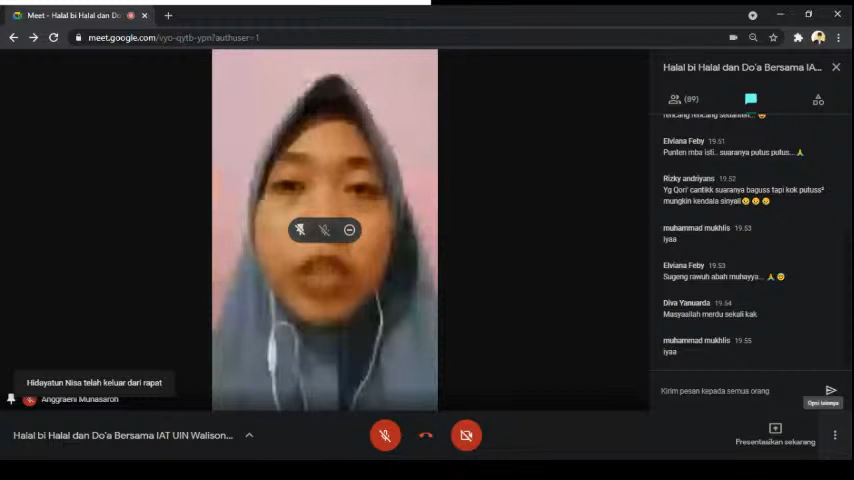 Meet - Halal bi Halal dan Do
meet.google.com/vyo-qytb-ypn?authuser=1
Halal bi Halal dan Do'a Bersama IA...
(89)
rencang rencang sedanten...
Elviana Feby 19.51
Punten mba isti.. suaranya putus putus...
Rizky andriyans 19.52
Yg Qori' cantikk suaranya baguss tapi kok putuss²
mungkin kendala sinyall
muhammad mukhlis 19.53
iyaa
Elviana Feby 19.53
Sugeng rawuh abah muhayya...
Diva Yanuarda 19.54
Masyaallah merdu sekali kak
muhammad mukhlis 19.55
iyaa
Hidayatun Nisa telah keluar dari rapat
Anggraeni Munasaroh
Kirim pesan kepada semua orang
Opsi lainnya
Halal bi Halal dan Do'a Bersama IAT UIN Walison...
Presentasikan sekarang